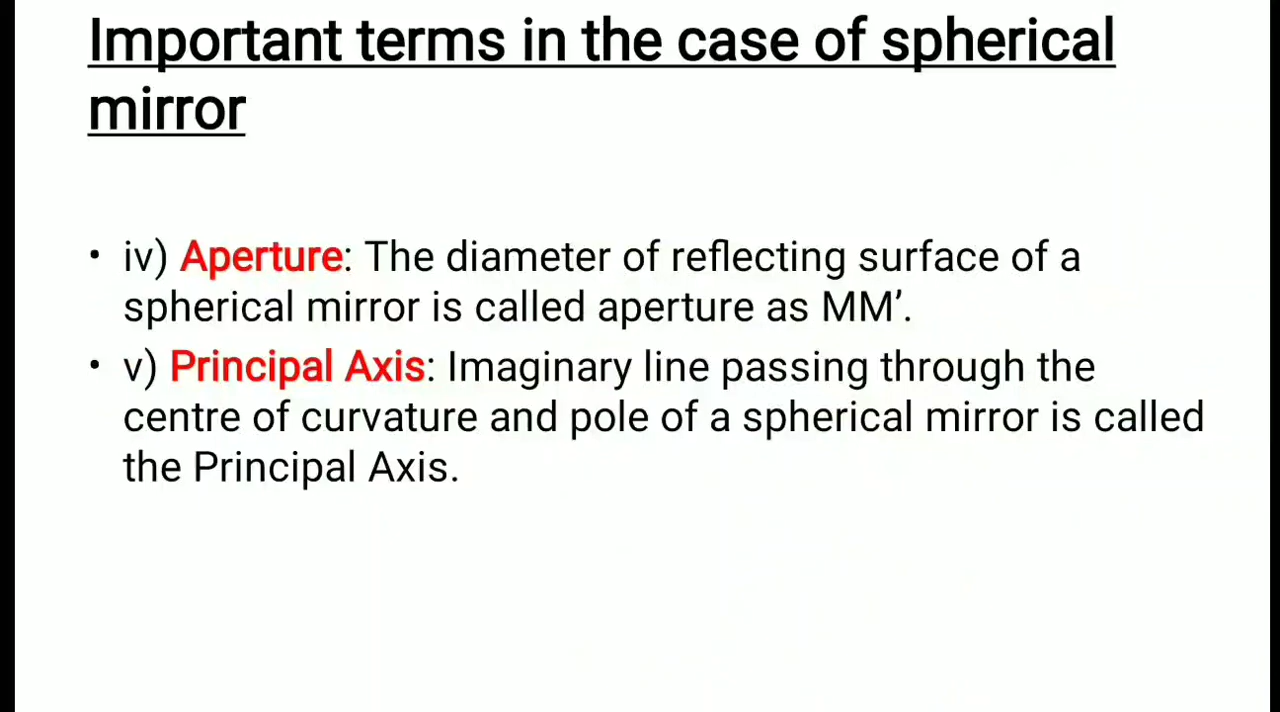 Important terms in the case of spherical
mirror
• iv) Aperture: The diameter of reflecting surface of a
spherical mirror is called aperture as MM’.
• v) Principal Axis: Imaginary line passing through the
centre of curvature and pole of a spherical mirror is called
the Principal Axis.